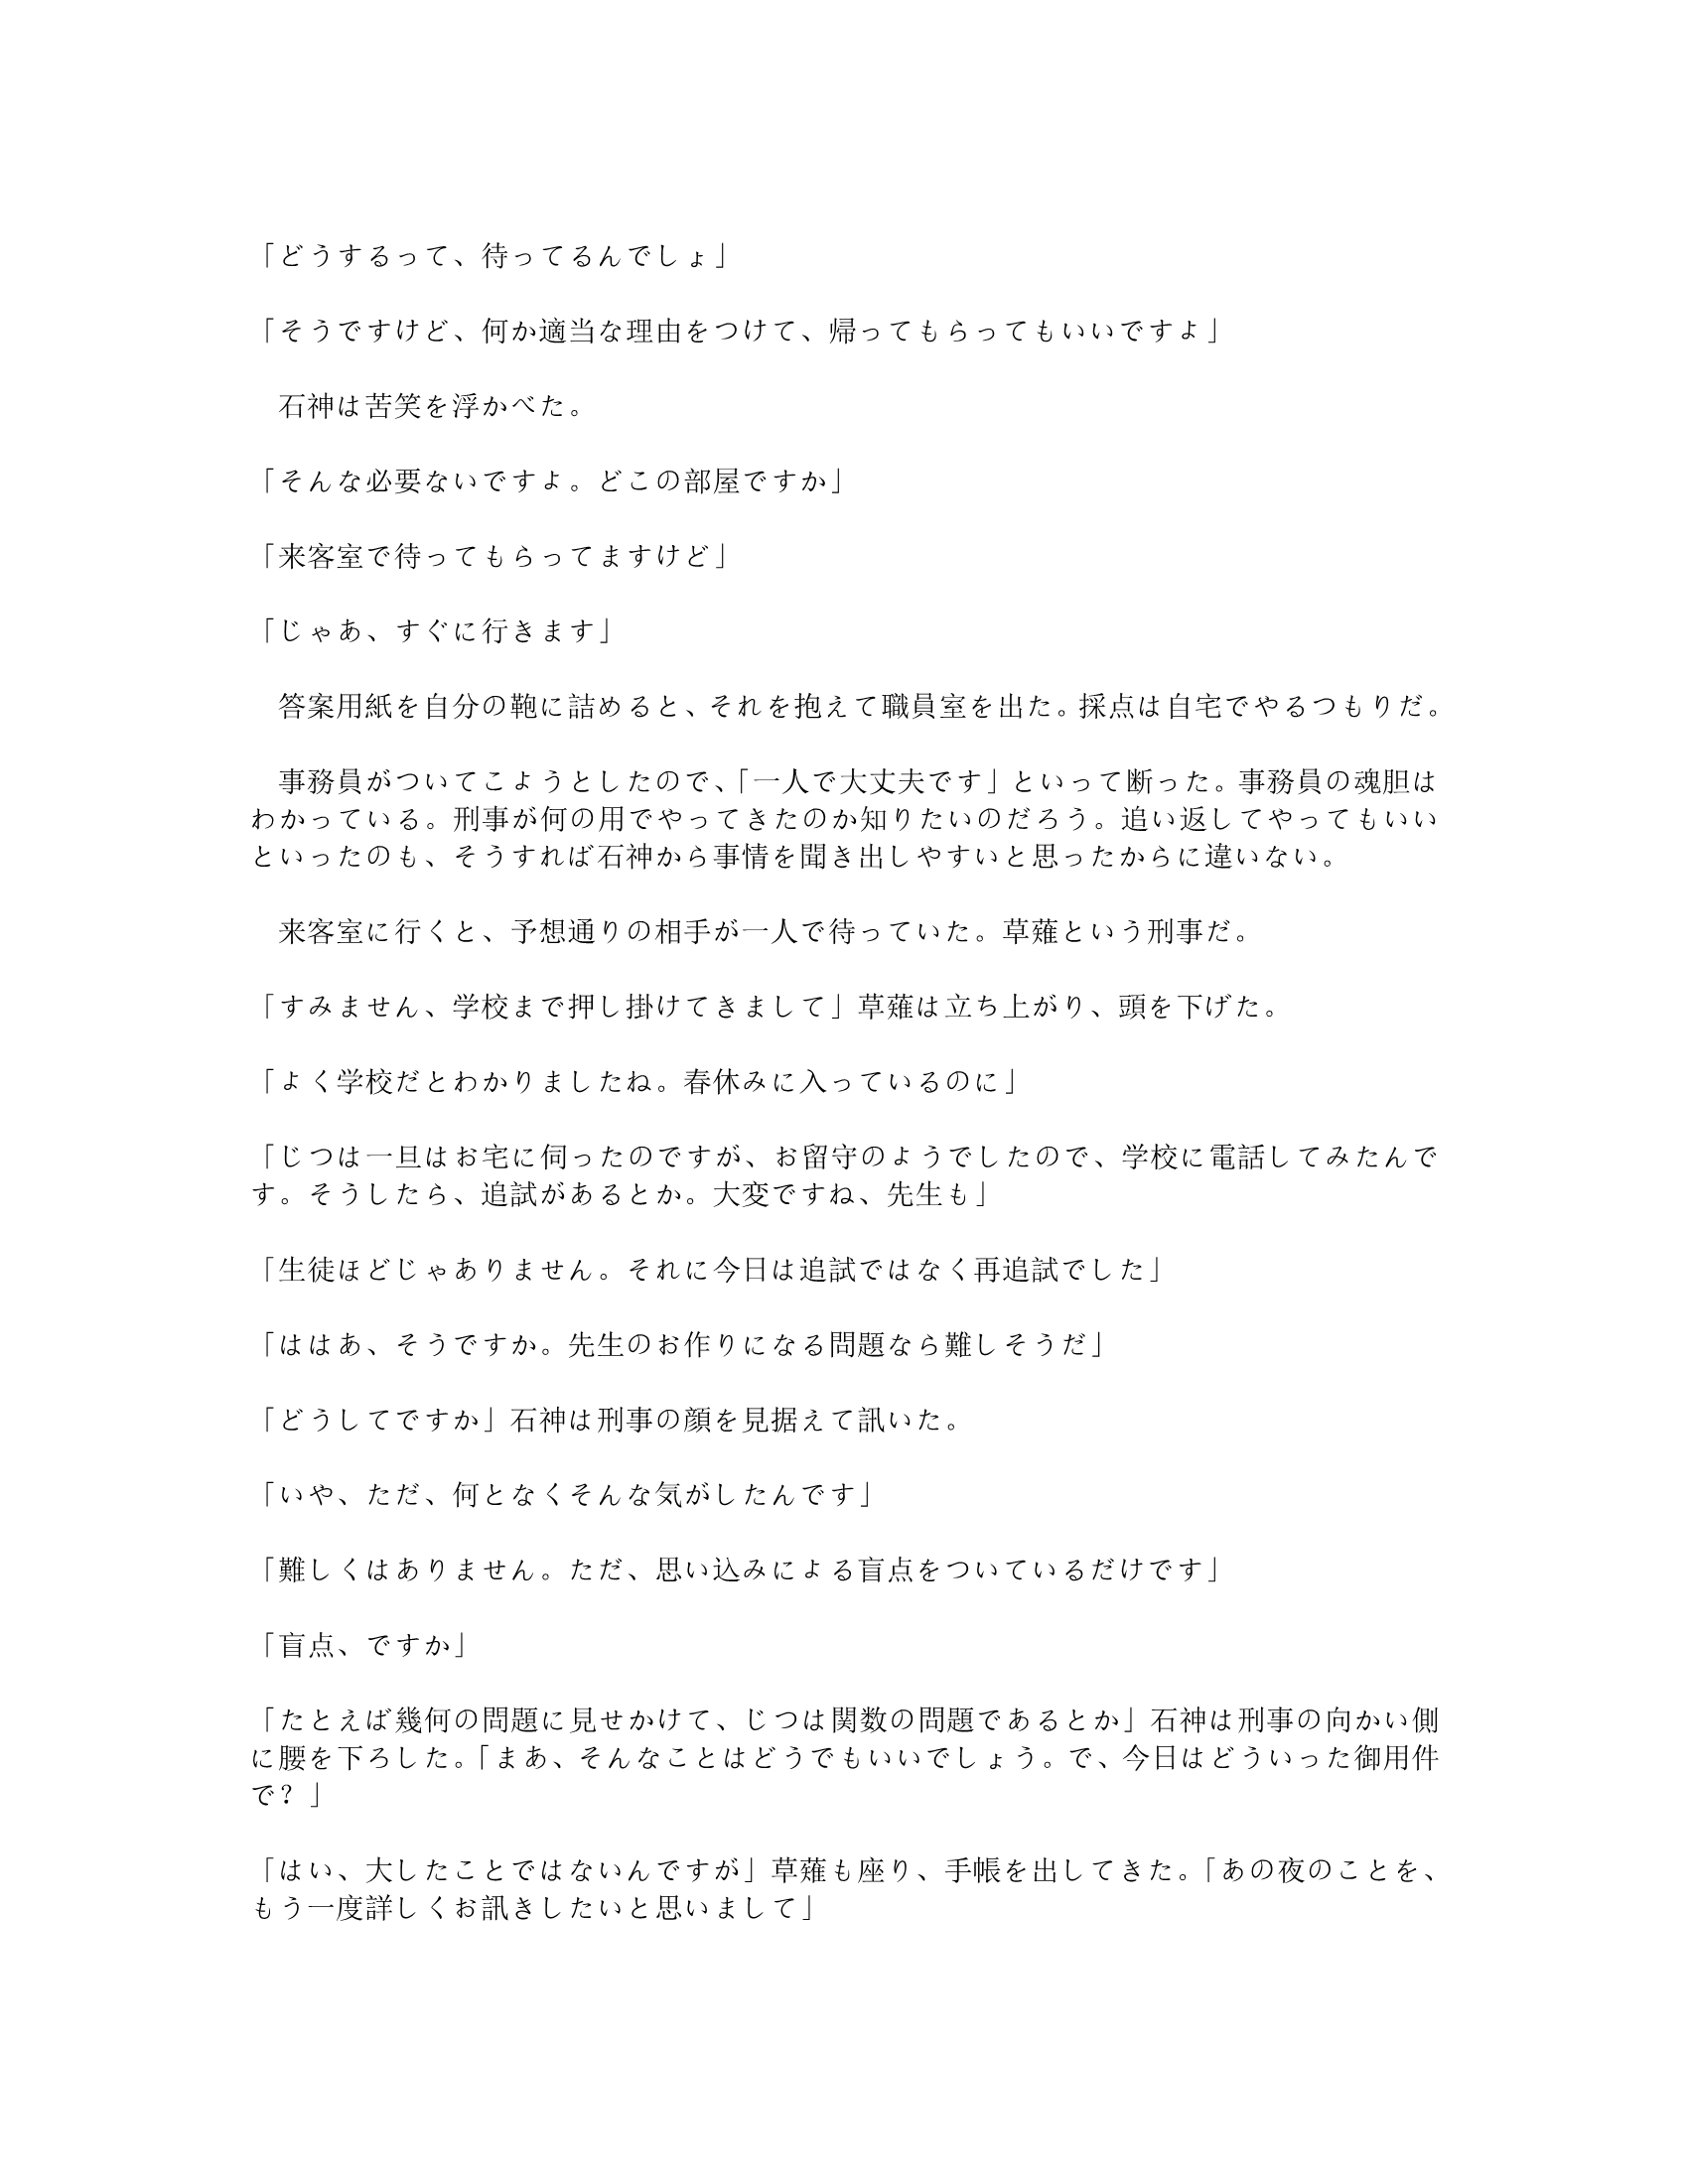 「どうするって、待ってるんでしょ」
「そうですけど、何か適当な理由をつけて、帰ってもらってもいいですよ」
　石神は苦笑を浮かべた。
「そんな必要ないですよ。どこの部屋ですか」
「来客室で待ってもらってますけど」
「じゃあ、すぐに行きます」
　答案用紙を自分の鞄に詰めると、それを抱えて職員室を出た。採点は自宅でやるつもりだ。
　事務員がついてこようとしたので、「一人で大丈夫です」といって断った。事務員の魂胆は
わかっている。刑事が何の用でやってきたのか知りたいのだろう。追い返してやってもいい
といったのも、そうすれば石神から事情を聞き出しやすいと思ったからに違いない。
　来客室に行くと、予想通りの相手が一人で待っていた。草薙という刑事だ。
「すみません、学校まで押し掛けてきまして」草薙は立ち上がり、頭を下げた。
「よく学校だとわかりましたね。春休みに入っているのに」
「じつは一旦はお宅に伺ったのですが、お留守のようでしたので、学校に電話してみたんで
す。そうしたら、追試があるとか。大変ですね、先生も」
「生徒ほどじゃありません。それに今日は追試ではなく再追試でした」
「ははあ、そうですか。先生のお作りになる問題なら難しそうだ」
「どうしてですか」石神は刑事の顔を見据えて訊いた。
「いや、ただ、何となくそんな気がしたんです」
「難しくはありません。ただ、思い込みによる盲点をついているだけです」
「盲点、ですか」
「たとえば幾何の問題に見せかけて、じつは関数の問題であるとか」石神は刑事の向かい側
に腰を下ろした。「まあ、そんなことはどうでもいいでしょう。で、今日はどういった御用件
で？」
「はい、大したことではないんですが」草薙も座り、手帳を出してきた。「あの夜のことを、
もう一度詳しくお訊きしたいと思いまして」